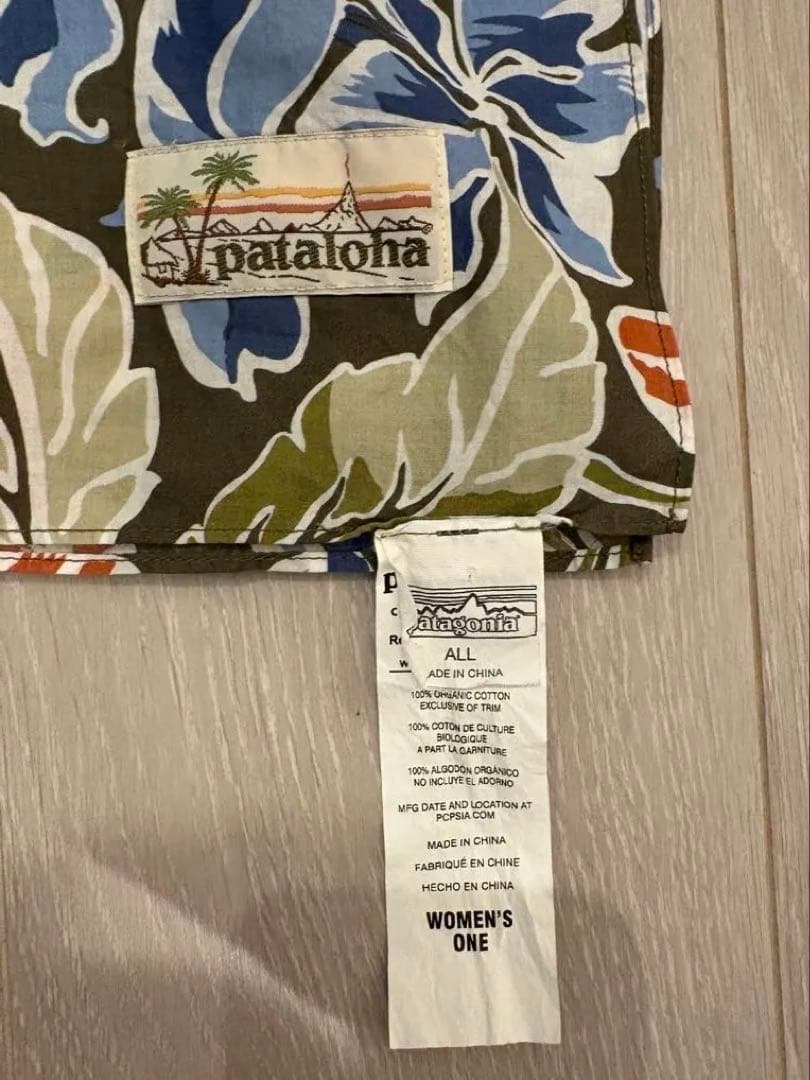 pataloha
patagonia
ALL
ADE IN CHINA
100% ORGANIC COTTON
EXCLUSIVE OF TRIM
100% COTON DE CULTURE
BIOLOGIQUE
A PART LA GARNITURE
100% ALGODÓN ORGÁNICO
NO INCLUYE EL ADORNO
MFG DATE AND LOCATION AT
PCPSIA.COM
MADE IN CHINA
FABRIQUÉ EN CHINE
HECHO EN CHINA
WOMEN'S
ONE